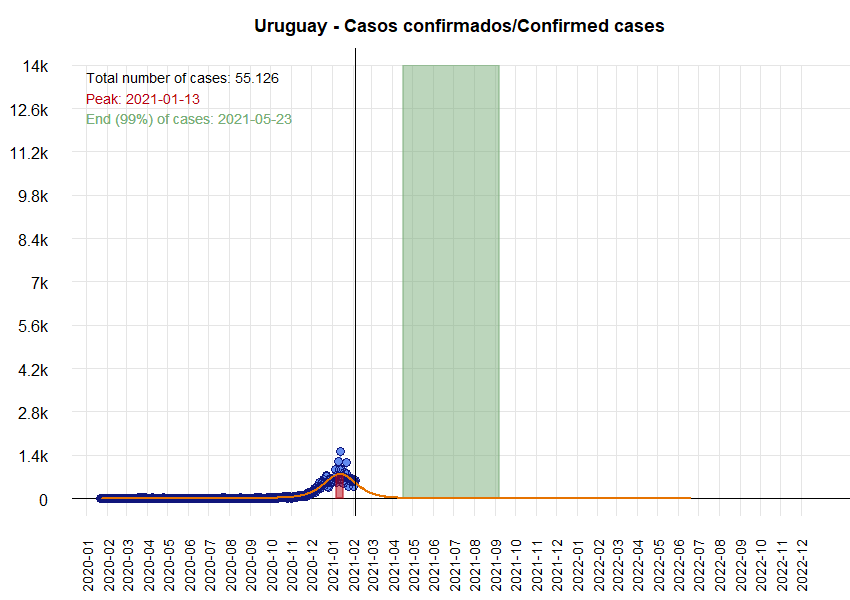 Uruguay - Casos confirmados/Confirmed cases
Total number of cases: 55.126
Peak: 2021-01-13
End (99%) of cases: 2021-05-23
14k
12.6k
11.2k
9.8k
8.4k
7k
5.6k
4.2k
2.8k
1.4k
0
2020-01
2020-02
2020-03
2020-04
2020-05
2020-06
2020-07
2020-08
2020-09
2020-10
2020-11
2020-12
2021-01
2021-02
2021-03
2021-04
2021-05
2021-06
2021-07
2021-08
2021-09
2021-10
2021-11
2021-12
2022-01
2022-02
2022-03
2022-04
2022-05
2022-06
2022-07
2022-08
2022-09
2022-10
2022-11
2022-12